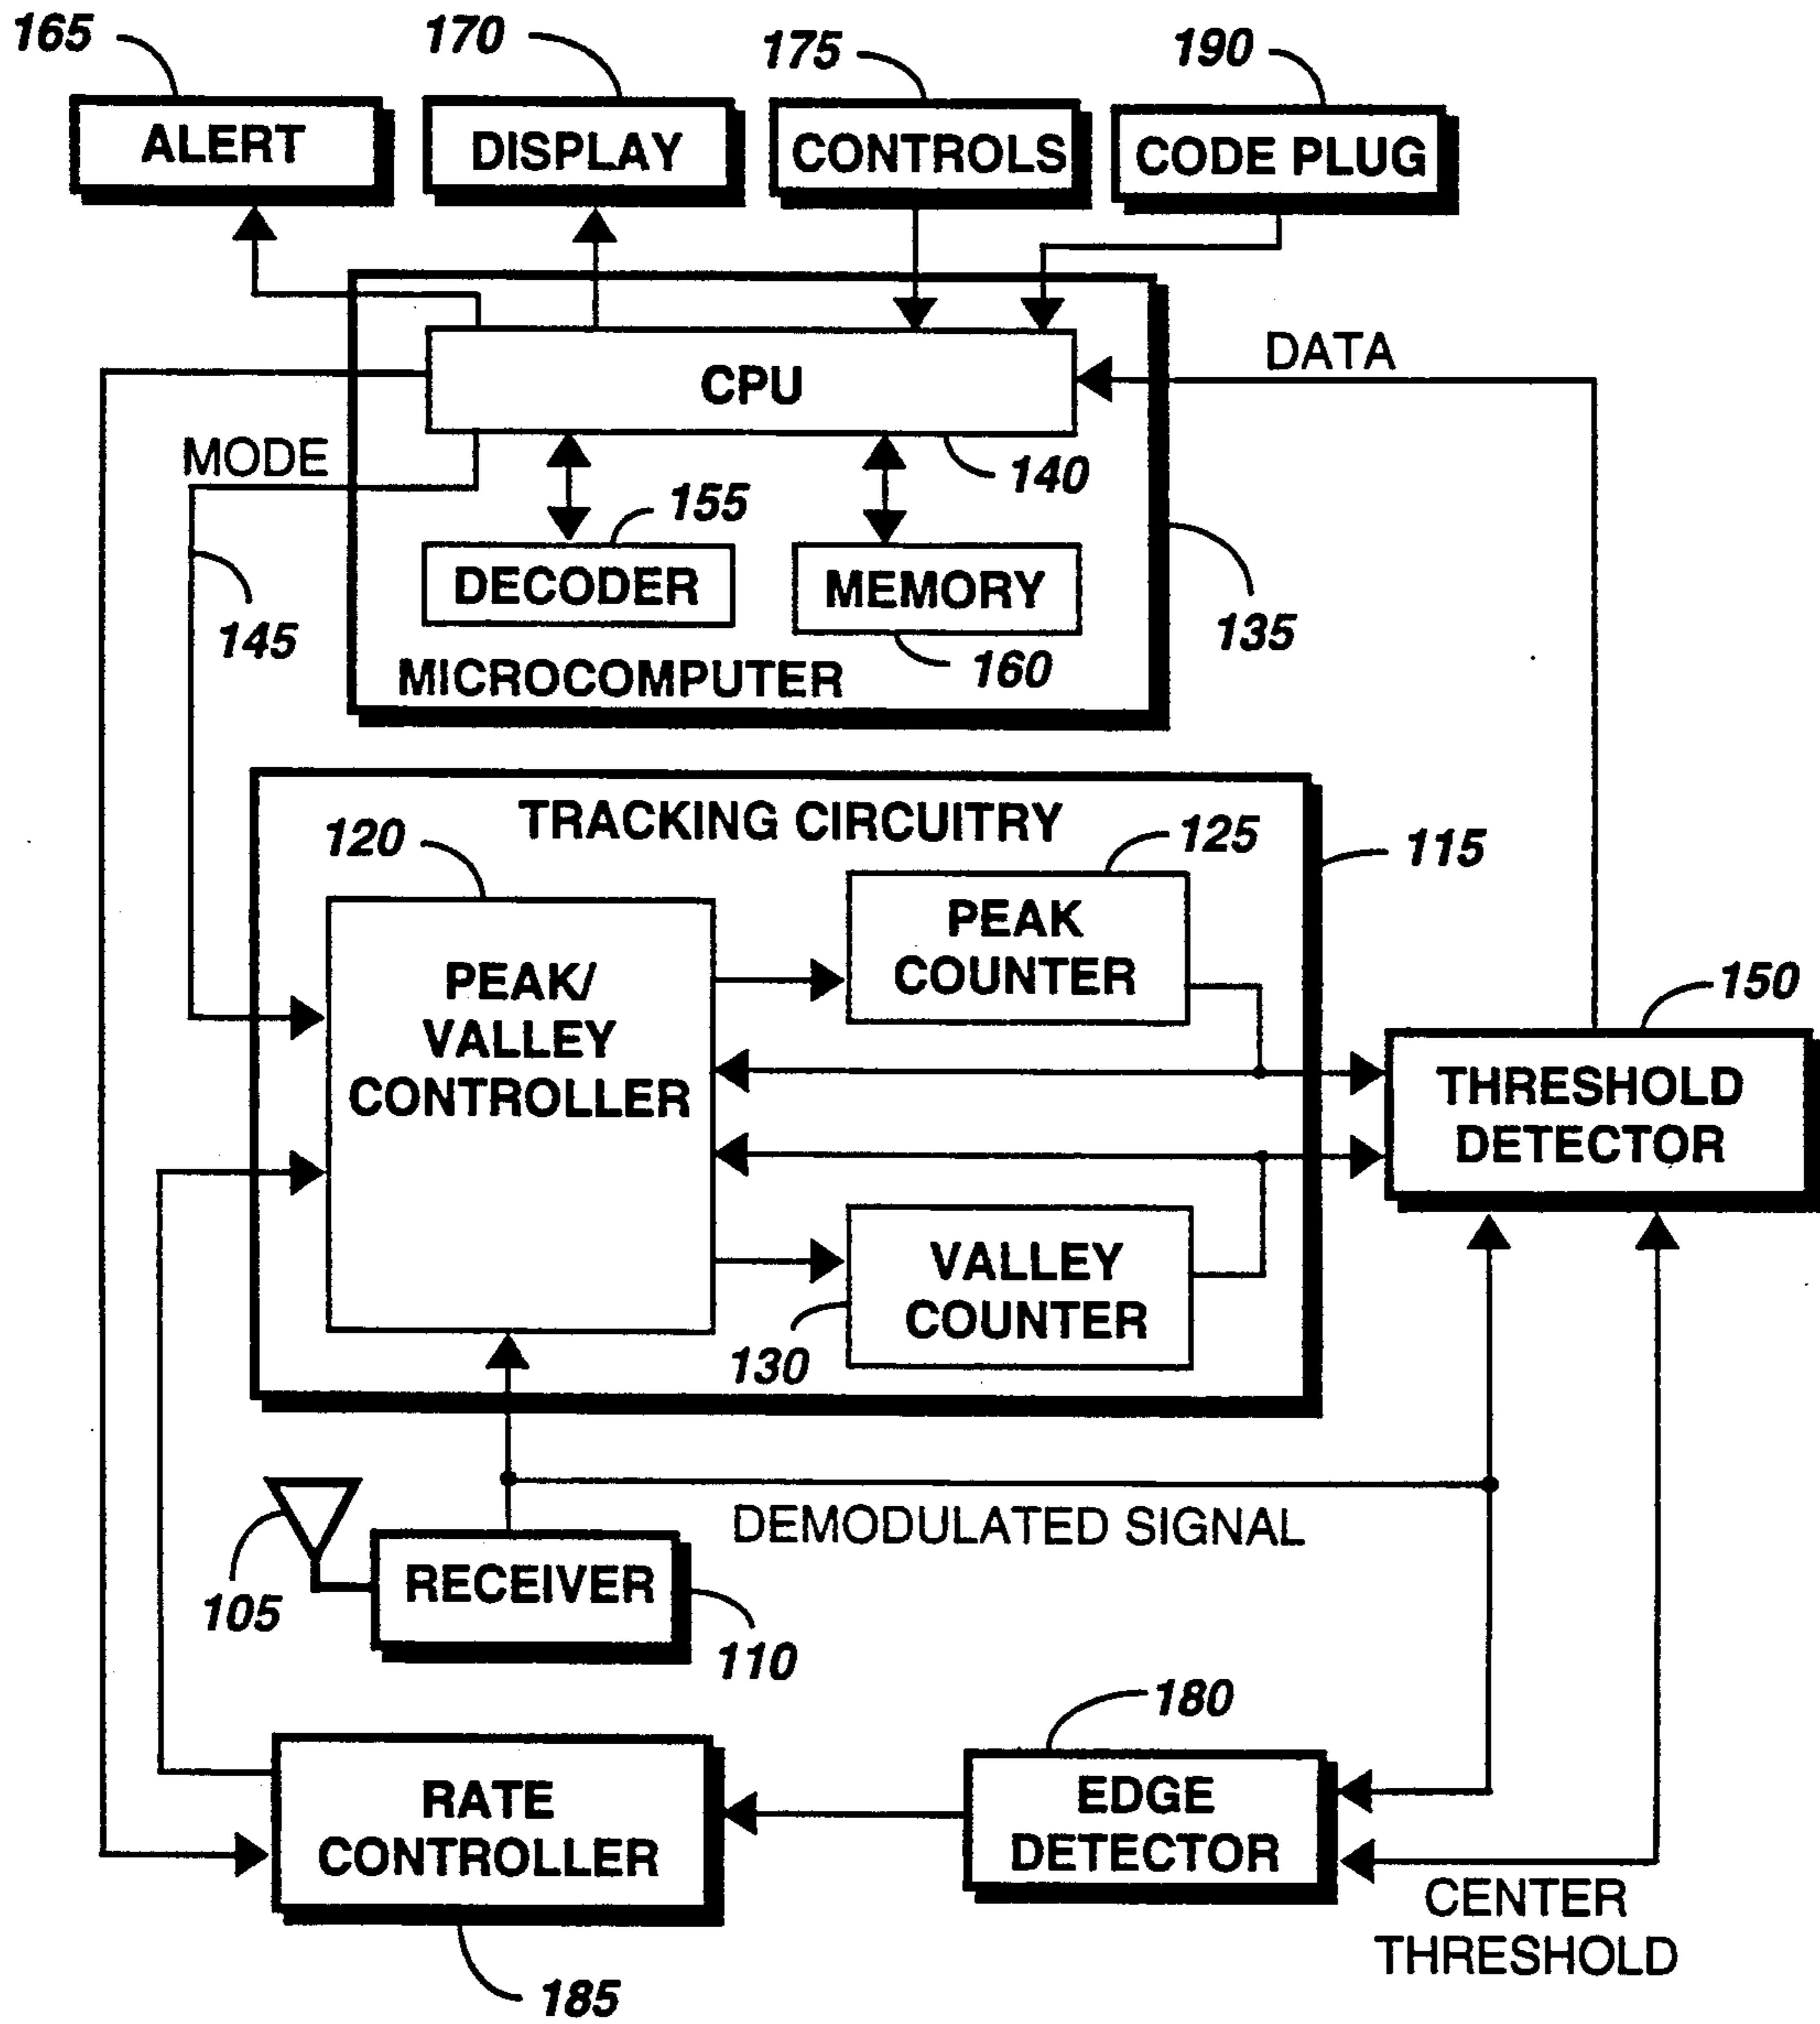 165
170
175
190
ALERT
DISPLAY
CONTROLS
CODE PLUG
DATA
CPU
MODE
140
155
DECODER
MEMORY
145
135
160
MICROCOMPUTER
TRACKING CIRCUITRY
120
125
115
PEAK
COUNTER
PEAK/
VALLEY
CONTROLLER
150
THRESHOLD
DETECTOR
VALLEY
COUNTER
130
DEMODULATED SIGNAL
105
RECEIVER
110
180
RATE
CONTROLLER
EDGE
DETECTOR
CENTER
THRESHOLD
185